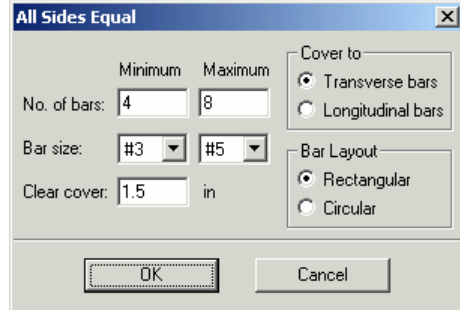 All Sides Equal
Minimum Maximum
No. of bars: 4 8
Bar size: #3 #5
Clear cover: 1.5 in
Cover to
Transverse bars
Longitudinal bars
Bar Layout
Rectangular
Circular
OK Cancel